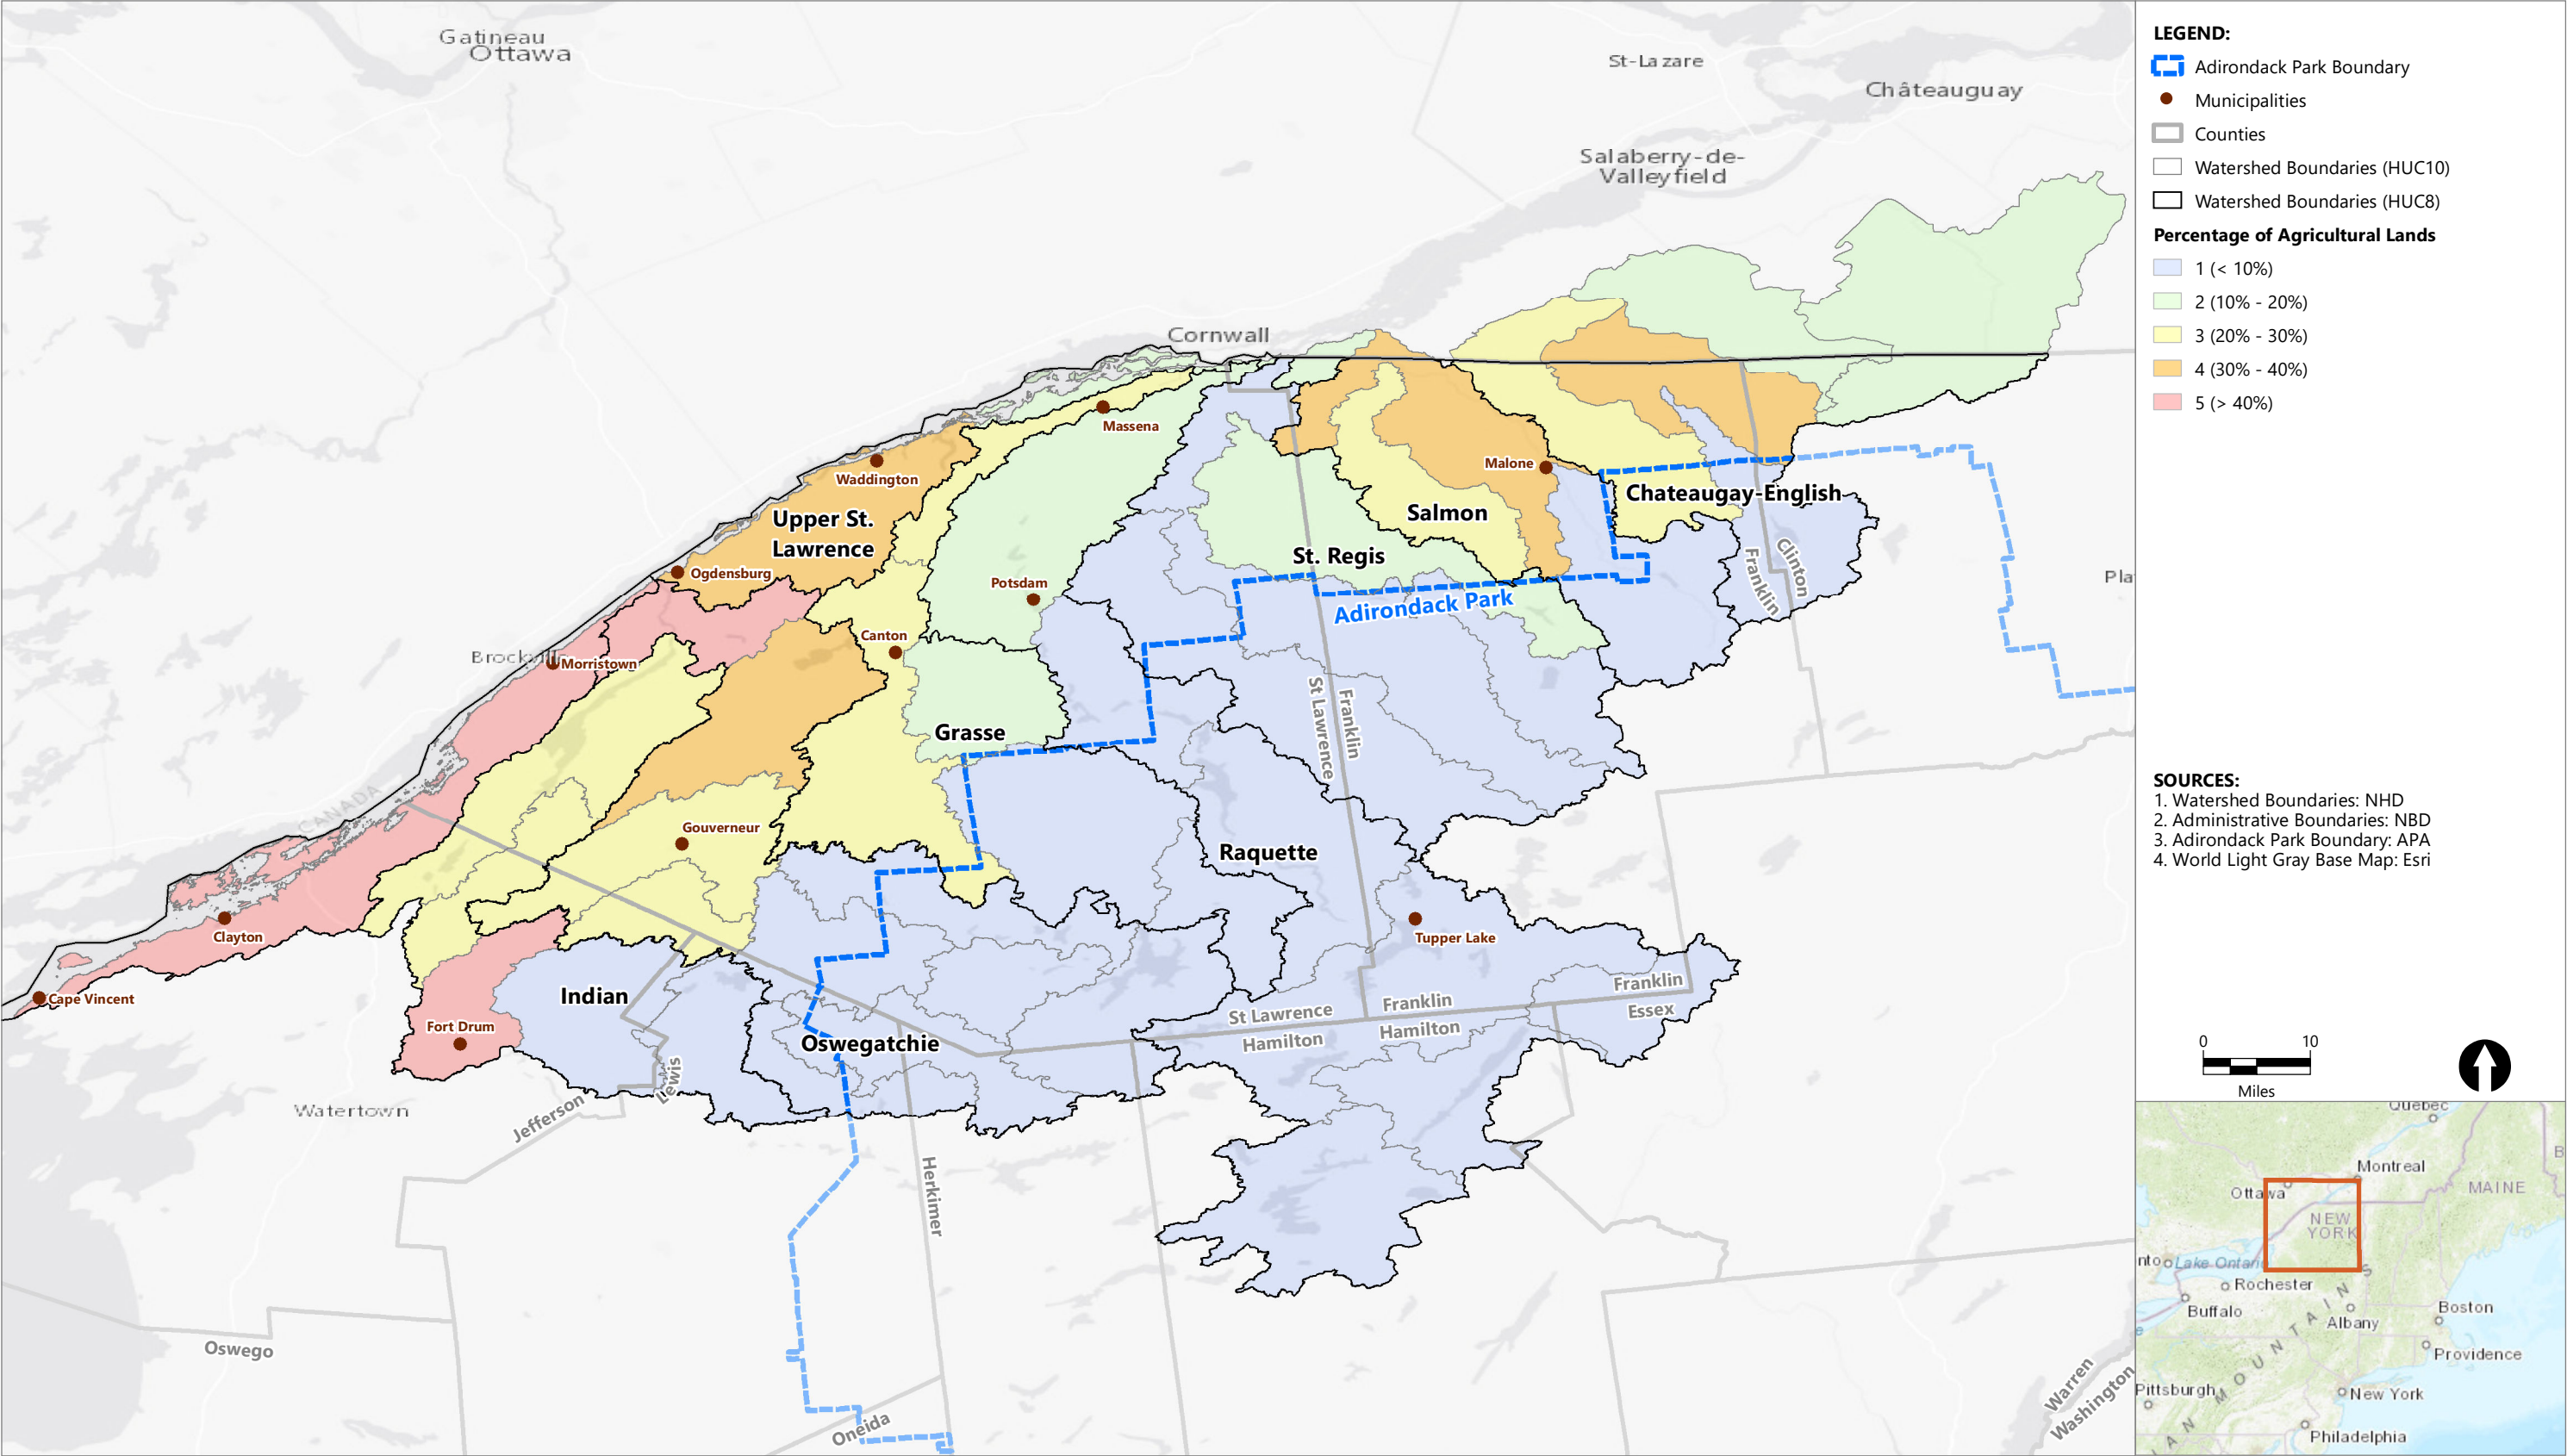 Gatineau
Ottawa
St-Lazare
Châteauguay
Salaberry-de-
Valleyfield
Cornwall
Massena
Waddington
Malone
Chateaugay-English
Upper St.
Lawrence
Salmon
St. Regis
Ogdensburg
Potsdam
Franklin
Clinton
Pla
Adirondack Park
Canton
Morristown
Grasse
St Lawrence
Franklin
CANADA
Gouverneur
Raquette
Clayton
Tupper Lake
Cape Vincent
Indian
Franklin
Franklin
St Lawrence
Essex
Fort Drum
Oswegatchie
Hamilton
Hamilton
Lewis
Watertown
Jefferson
Herkimer
Oswego
Oneida
Warren
Washington
LEGEND:
Adirondack Park Boundary
Municipalities
Counties
Watershed Boundaries (HUC10)
Watershed Boundaries (HUC8)
Percentage of Agricultural Lands
1 (< 10%)
2 (10% - 20%)
3 (20% - 30%)
4 (30% - 40%)
5 (> 40%)
SOURCES:
1. Watershed Boundaries: NHD
2. Administrative Boundaries: NBD
3. Adirondack Park Boundary: APA
4. World Light Gray Base Map: Esri
0 10
Miles
Quebec
Montreal
Ottawa
MAINE
NEW
YORK
nto
Lake Ontari
Rochester
Buffalo
Boston
Albany
Providence
MOUNTAINS
Pittsburgh
New York
Philadelphia